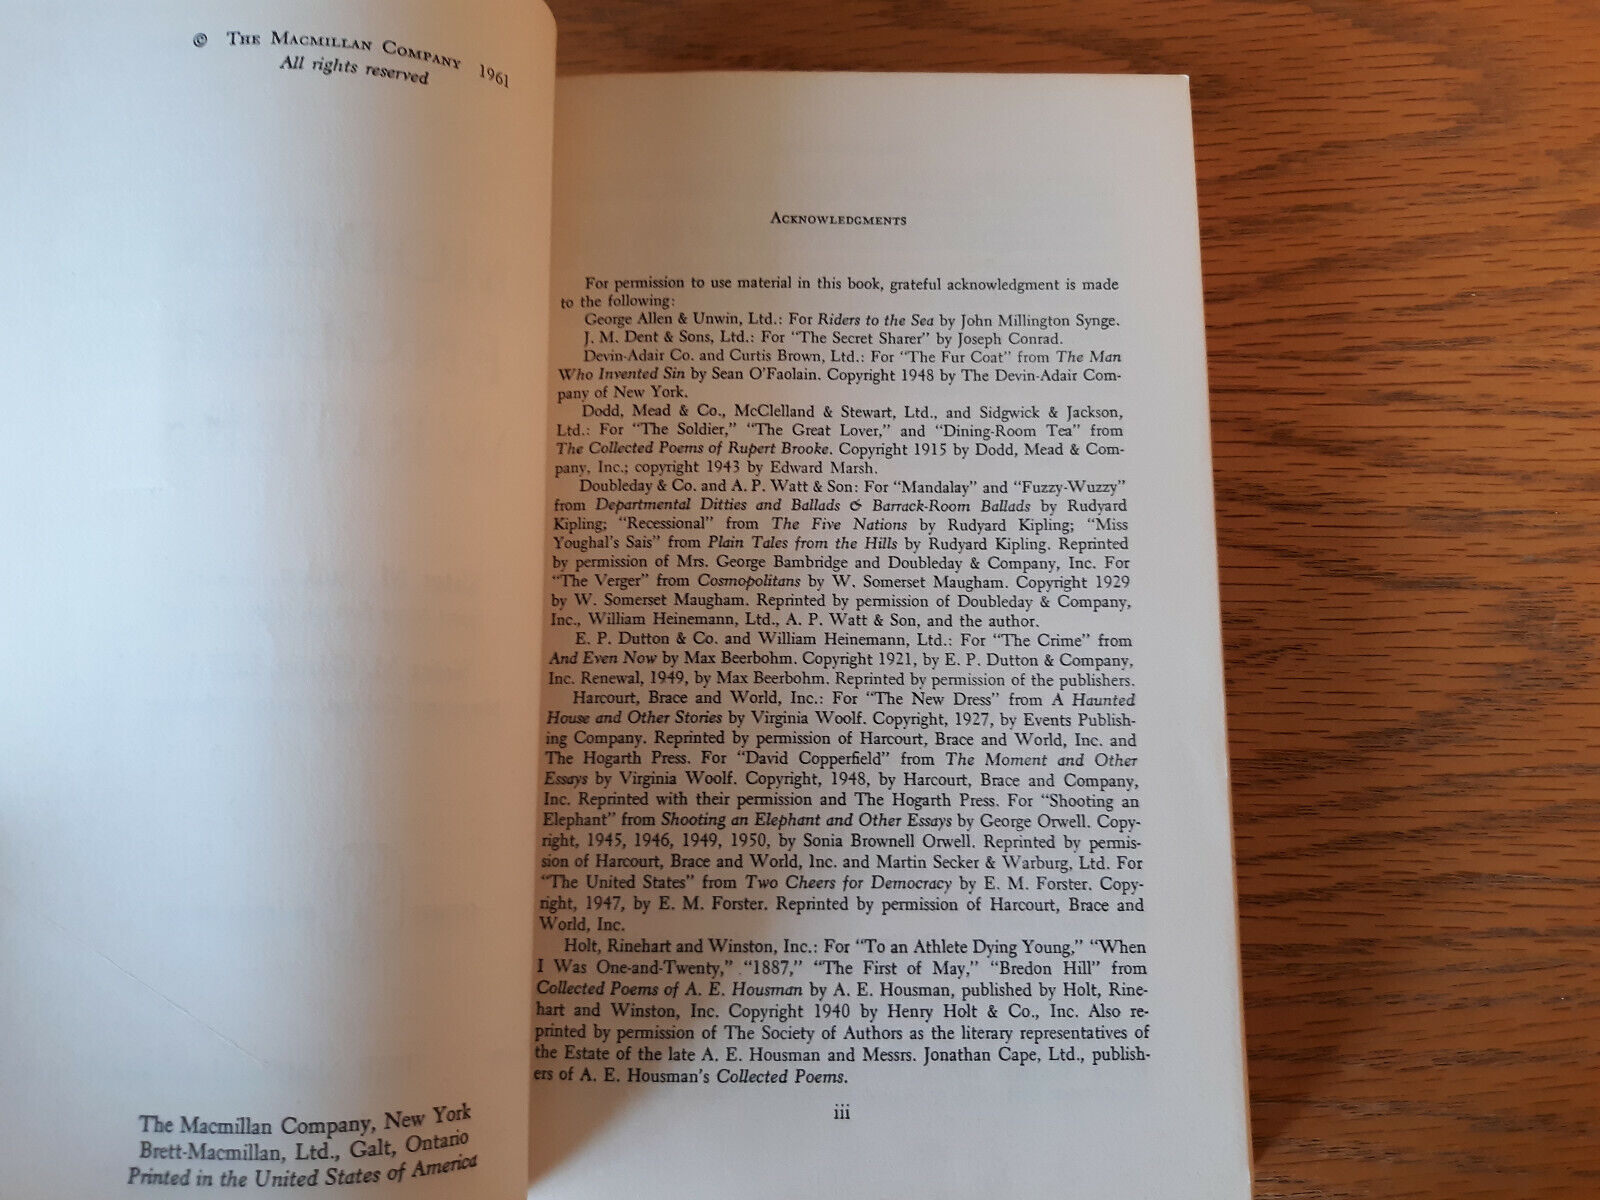 © The Macmillan Company 1961
All rights reserved
The Macmillan Company, New York
Brett-Macmillan, Ltd., Galt, Ontario
Printed in the United States of America
Acknowledgments
For permission to use material in this book, grateful acknowledgment is made
to the following:
George Allen & Unwin, Ltd.: For Riders to the Sea by John Millington Synge.
J. M. Dent & Sons, Ltd.: For "The Secret Sharer" by Joseph Conrad.
Devin-Adair Co. and Curtis Brown, Ltd.: For "The Fur Coat" from The Man
Who Invented Sin by Sean O'Faolain. Copyright 1948 by The Devin-Adair Com-
pany of New York.
Dodd, Mead & Co., McClelland & Stewart, Ltd., and Sidgwick & Jackson,
Ltd.: For "The Soldier," "The Great Lover," and "Dining-Room Tea" from
The Collected Poems of Rupert Brooke. Copyright 1915 by Dodd, Mead & Com-
pany, Inc.; copyright 1943 by Edward Marsh.
Doubleday & Co. and A. P. Watt & Son: For "Mandalay" and "Fuzzy-Wuzzy"
from Departmental Ditties and Ballads & Barrack-Room Ballads by Rudyard
Kipling; "Recessional" from The Five Nations by Rudyard Kipling; "Miss
Youghal's Sais" from Plain Tales from the Hills by Rudyard Kipling. Reprinted
by permission of Mrs. George Bambridge and Doubleday & Company, Inc. For
"The Verger" from Cosmopolitans by W. Somerset Maugham. Copyright 1929
by W. Somerset Maugham. Reprinted by permission of Doubleday & Company,
Inc., William Heinemann, Ltd., A. P. Watt & Son, and the author.
E. P. Dutton & Co. and William Heinemann, Ltd.: For "The Crime" from
And Even Now by Max Beerbohm. Copyright 1921, by E. P. Dutton & Company,
Inc. Renewal, 1949, by Max Beerbohm. Reprinted by permission of the publishers.
Harcourt, Brace and World, Inc.: For "The New Dress" from A Haunted
House and Other Stories by Virginia Woolf. Copyright, 1927, by Events Publish-
ing Company. Reprinted by permission of Harcourt, Brace and World, Inc. and
The Hogarth Press. For "David Copperfield" from The Moment and Other
Essays by Virginia Woolf. Copyright, 1948, by Harcourt, Brace and Company,
Inc. Reprinted with their permission and The Hogarth Press. For "Shooting an
Elephant" from Shooting an Elephant and Other Essays by George Orwell. Copy-
right, 1945, 1946, 1949, 1950, by Sonia Brownell Orwell. Reprinted by permis-
sion of Harcourt, Brace and World, Inc. and Martin Secker & Warburg, Ltd. For
"The United States" from Two Cheers for Democracy by E. M. Forster. Copy-
right, 1947, by E. M. Forster. Reprinted by permission of Harcourt, Brace and
World, Inc.
Holt, Rinehart and Winston, Inc.: For "To an Athlete Dying Young," "When
I Was One-and-Twenty," "1887," "The First of May," "Bredon Hill" from
Collected Poems of A. E. Housman by A. E. Housman, published by Holt, Rine-
hart and Winston, Inc. Copyright 1940 by Henry Holt & Co., Inc. Also re-
printed by permission of The Society of Authors as the literary representatives of
the Estate of the late A. E. Housman and Messrs. Jonathan Cape, Ltd., publish-
ers of A. E. Housman's Collected Poems.
iii